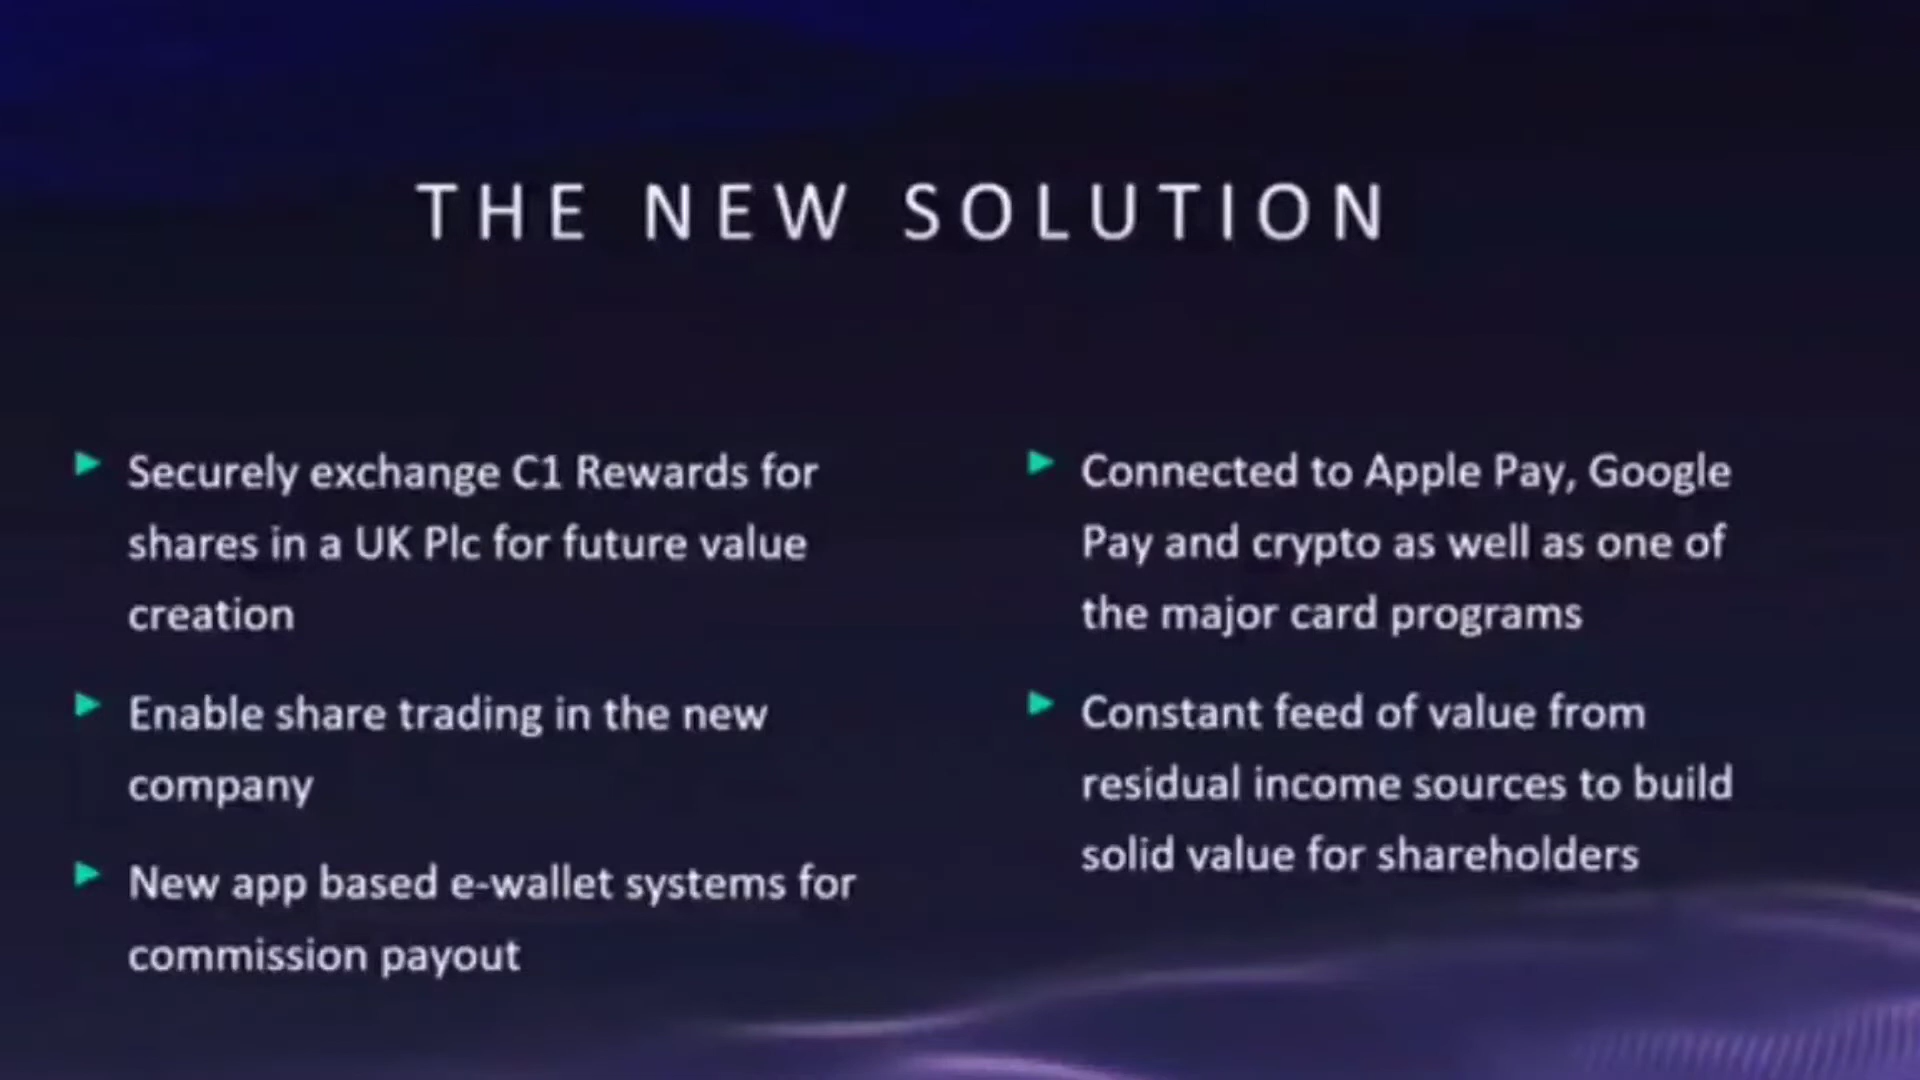 THE NEW SOLUTION
Securely exchange C1 Rewards for
shares in a UK Plc for future value
creation
Enable share trading in the new
company
New app based e-wallet systems for
commission payout
Connected to Apple Pay, Google
Pay and crypto as well as one of
the major card programs
Constant feed of value from
residual income sources to build
solid value for shareholders